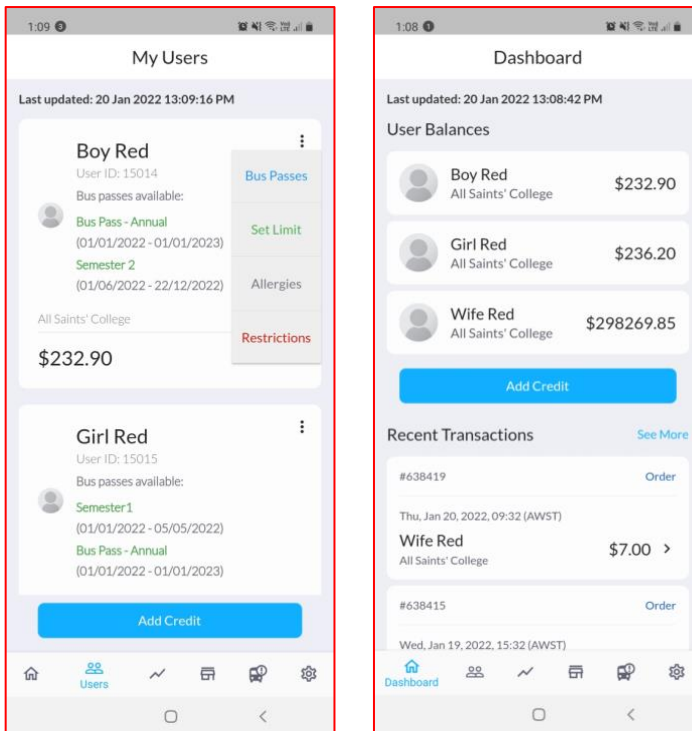 1:09 3
My Users
Last updated: 20 Jan 2022 13:09:16 PM
Boy Red
User ID: 15014
Bus passes available:
Bus Pass - Annual
(01/01/2022 - 01/01/2023)
Semester 2
(01/06/2022 - 22/12/2022)
All Saints' College
$232.90
Bus Passes
Set Limit
Allergies
Restrictions
Girl Red
User ID: 15015
Bus passes available:
Semester1
(01/01/2022 - 05/05/2022)
Bus Pass - Annual
(01/01/2022 - 01/01/2023)
Add Credit
Users
1:08 1
Dashboard
Last updated: 20 Jan 2022 13:08:42 PM
User Balances
Boy Red
All Saints' College
$232.90
Girl Red
All Saints' College
$236.20
Wife Red
All Saints' College
$298269.85
Add Credit
Recent Transactions See More
#638419 Order
Thu, Jan 20, 2022, 09:32 (AWST)
Wife Red
All Saints' College
$7.00 >
#638415 Order
Wed, Jan 19, 2022, 15:32 (AWST)
Dashboard